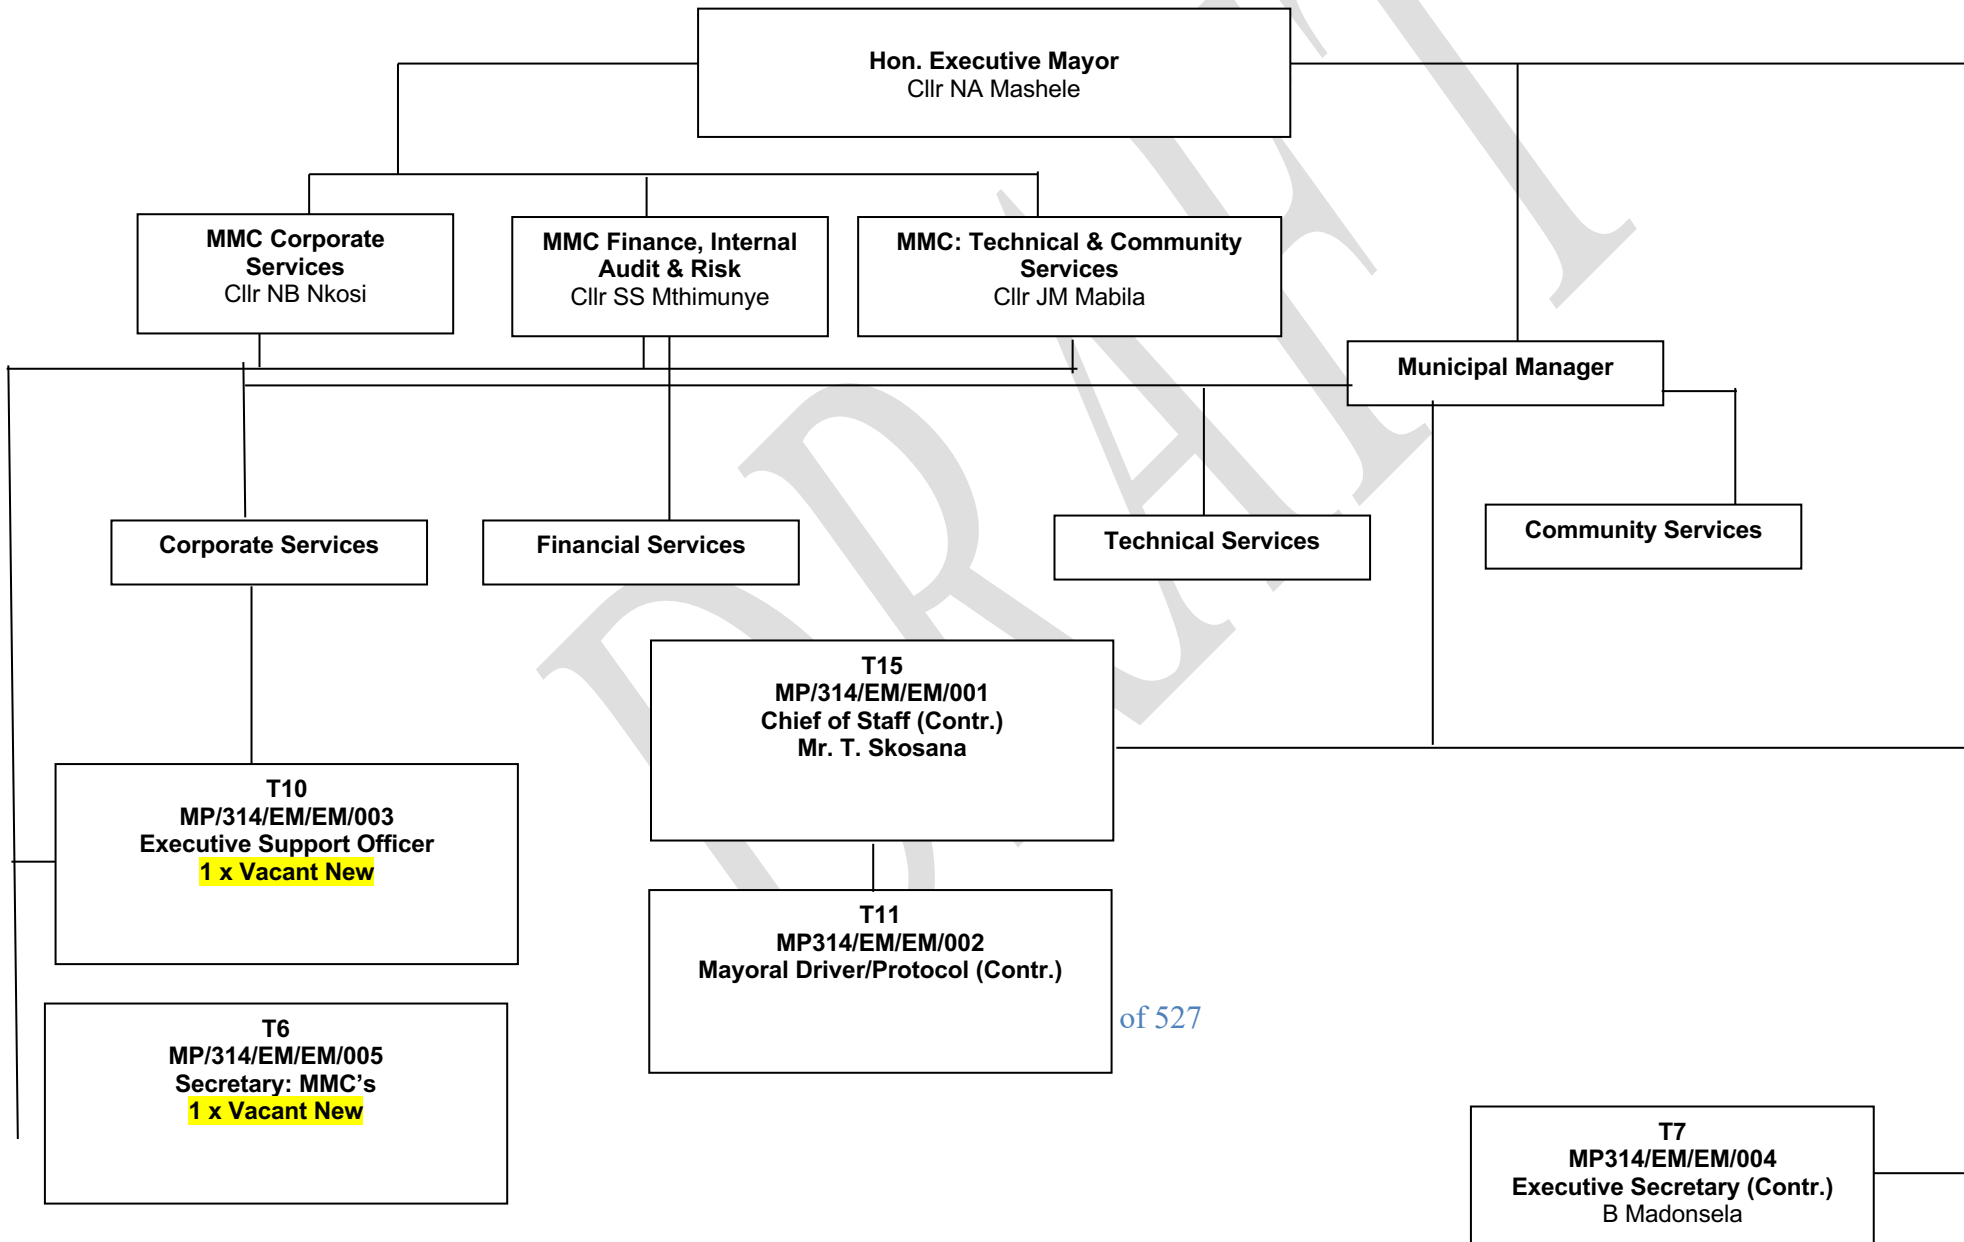 Hon. Executive Mayor
Cllr NA Mashele
MMC Corporate
Services
Cllr NB Nkosi
MMC Finance, Internal
Audit & Risk
Cllr SS Mthimunye
MMC: Technical & Community
Services
Cllr JM Mabila
Municipal Manager
Corporate Services
Financial Services
Technical Services
Community Services
T15
MP/314/EM/EM/001
Chief of Staff (Contr.)
Mr. T. Skosana
T10
MP/314/EM/EM/003
Executive Support Officer
1 x Vacant New
T11
MP314/EM/EM/002
Mayoral Driver/Protocol (Contr.)
of 527
T6
MP/314/EM/EM/005
Secretary: MMC’s
1 x Vacant New
T7
MP314/EM/EM/004
Executive Secretary (Contr.)
B Madonsela
DRAFT